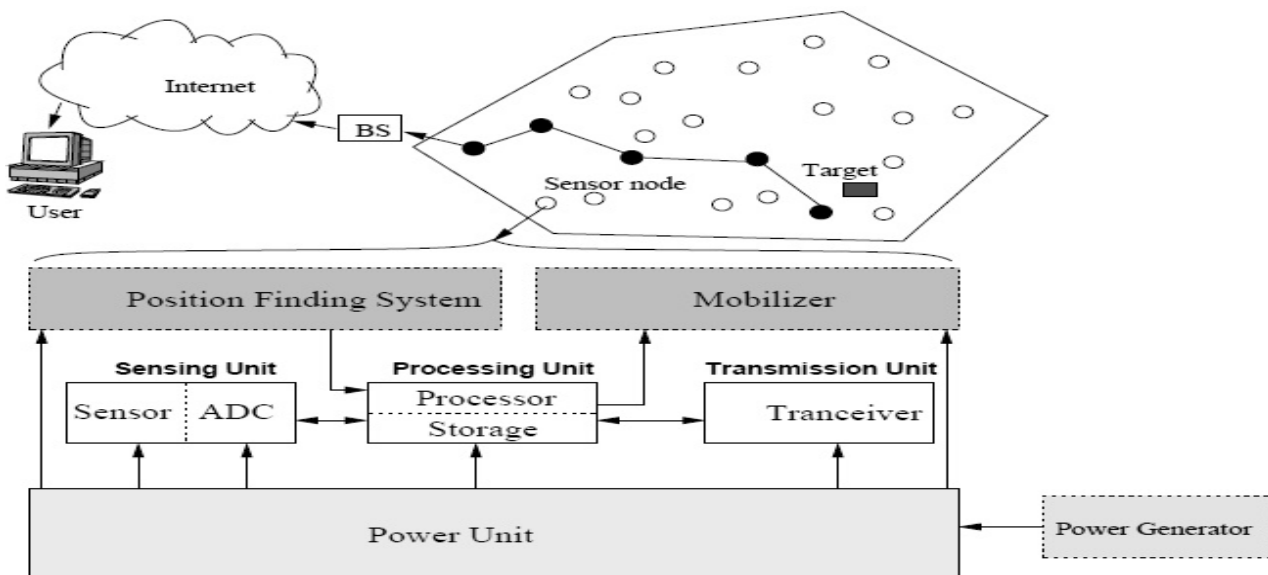 Internet
BS
User
Sensor node
Target
Position Finding System
Mobilizer
Sensing Unit
Processing Unit
Transmission Unit
Sensor
ADC
Processor
Storage
Tranceiver
Power Unit
Power Generator